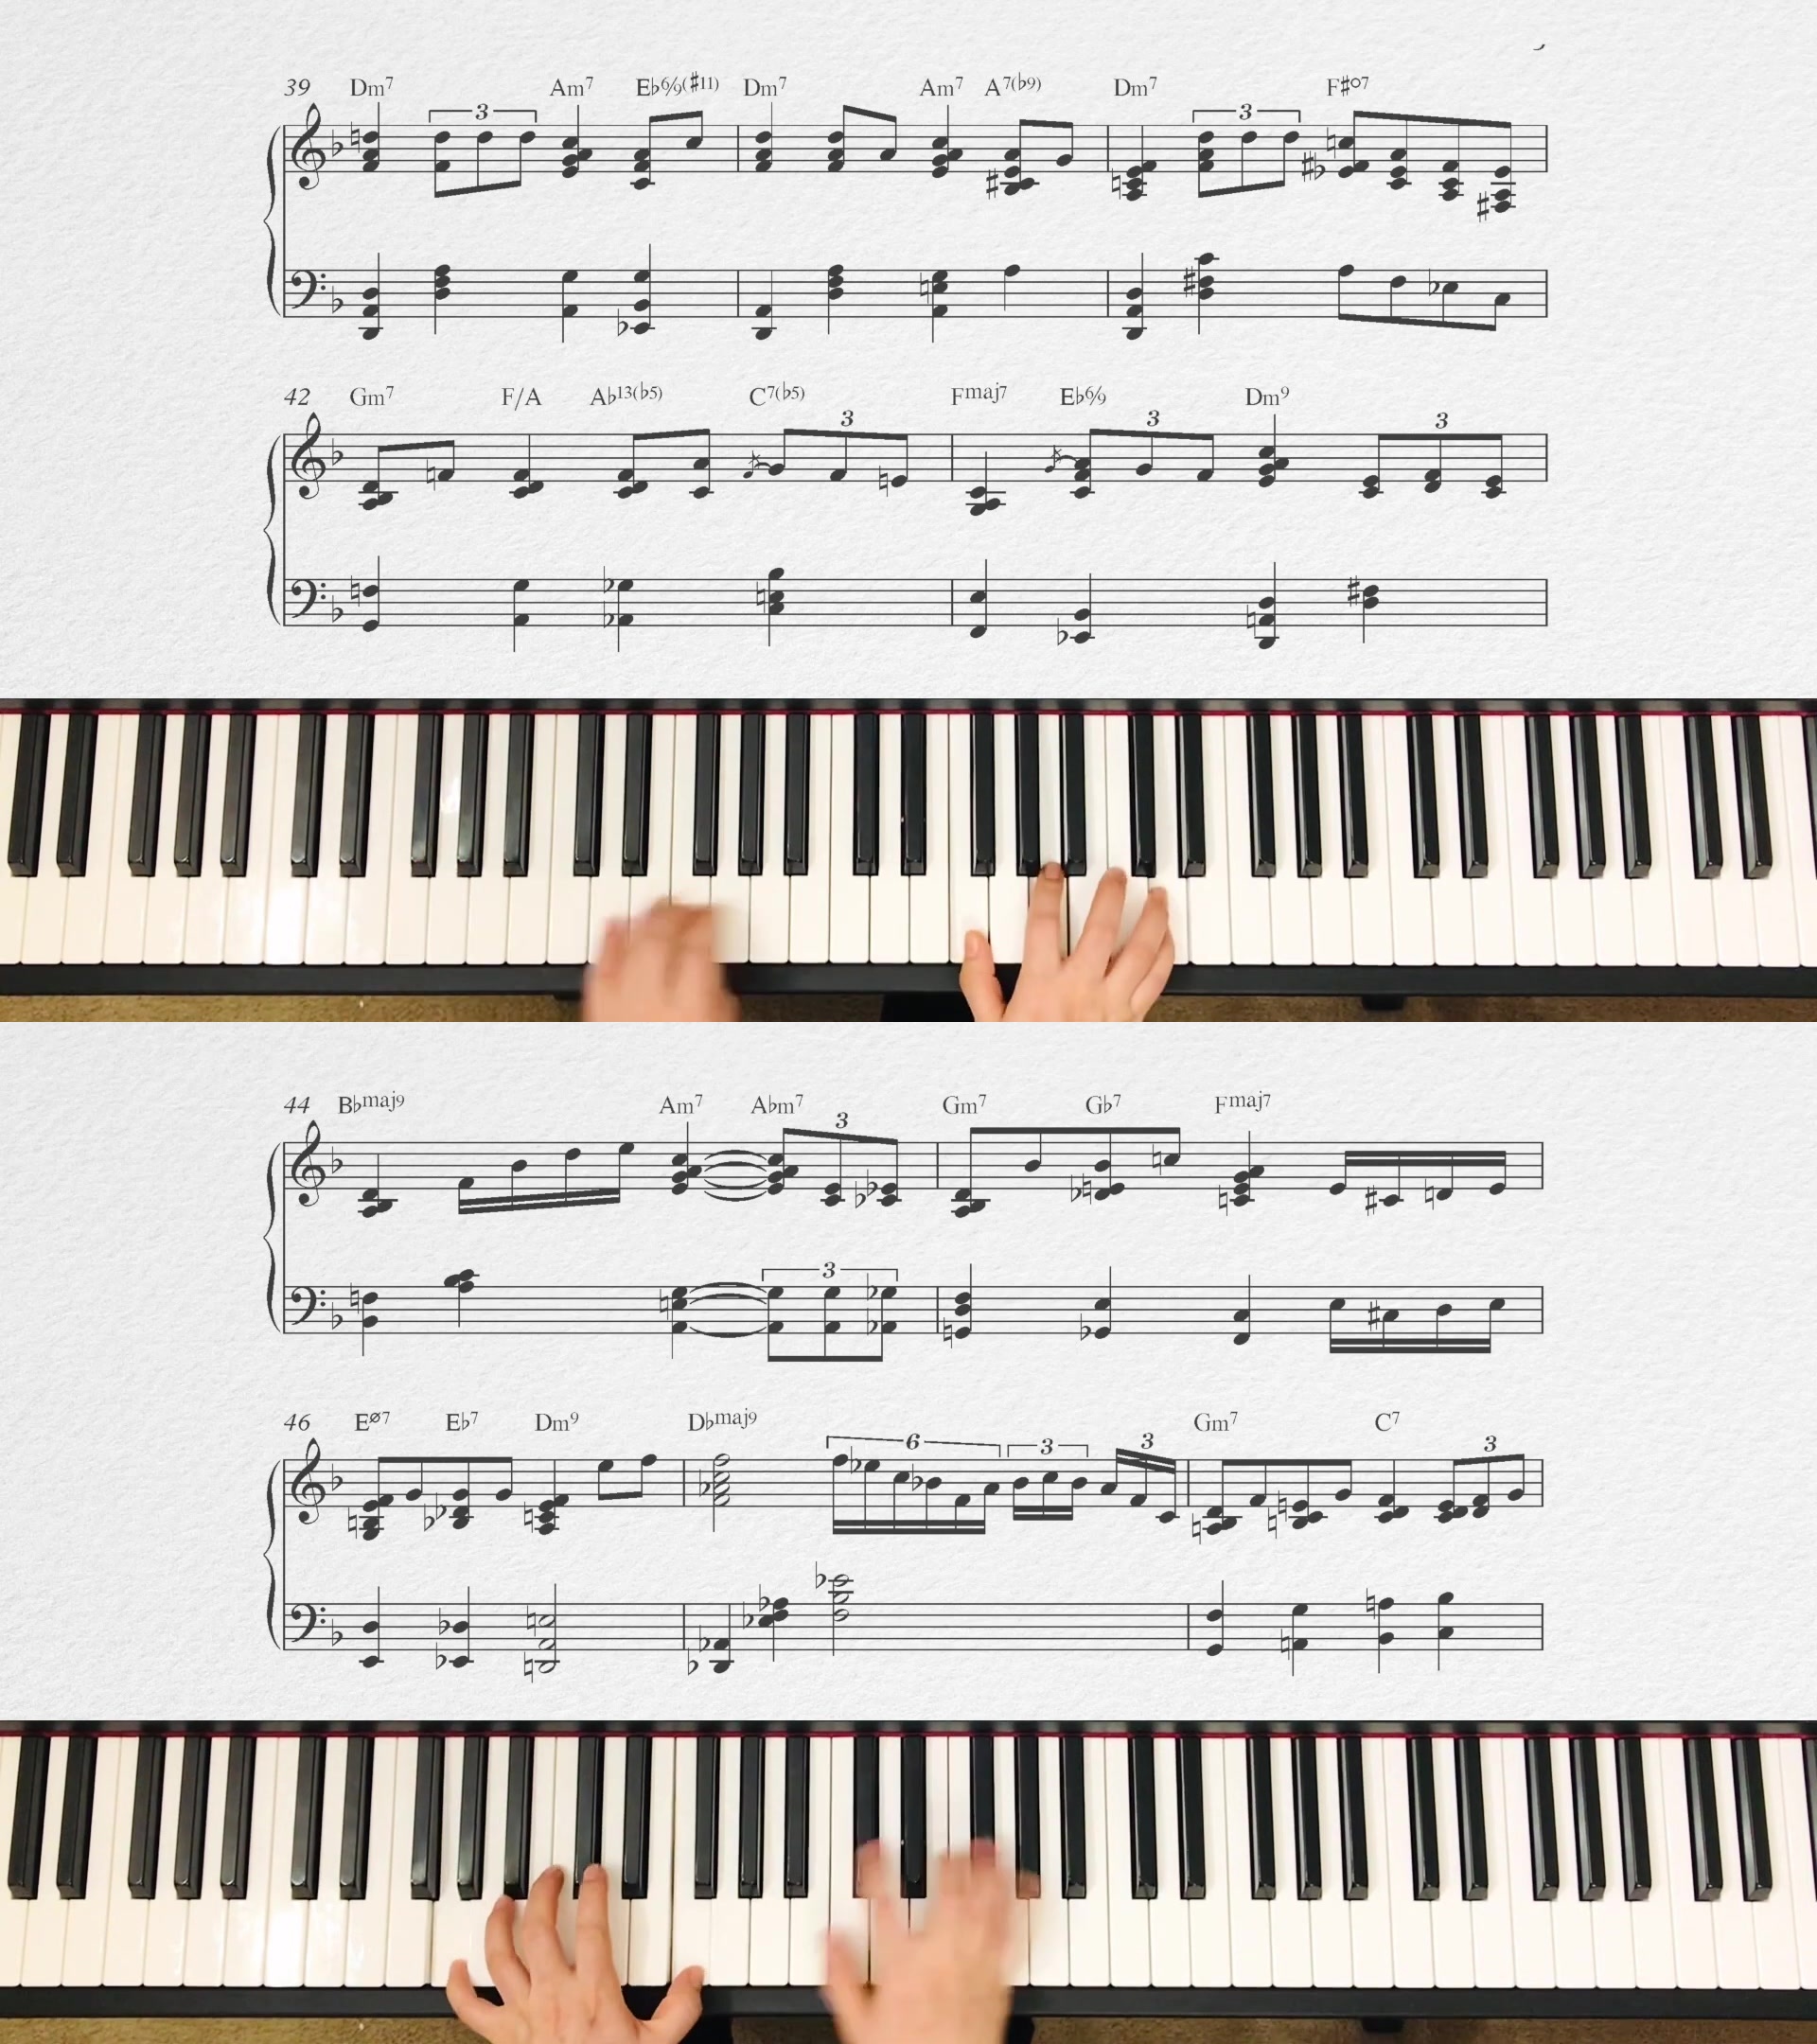 39 Dm7 Am7 E♭6/9(#11) Dm7 Am7 A7(♭9) Dm7 F#°7
3 3
42 Gm7 F/A A♭13(♭5) C7(♭5) Fmaj7 E♭6/9 Dm9
3 3 3
44 B♭maj9 Am7 A♭m7 Gm7 G♭7 Fmaj7
3
3
46 Eø7 E♭7 Dm9 D♭maj9 Gm7 C7
6 3 3 3